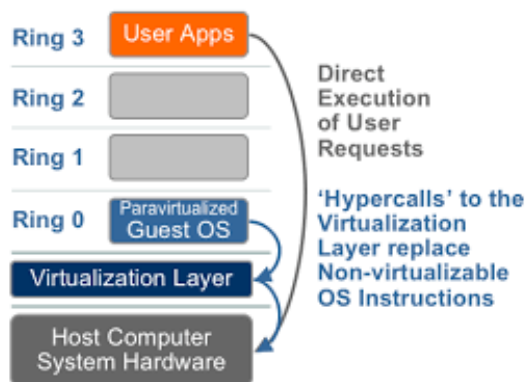 Ring 3
User Apps
Ring 2
Ring 1
Ring 0
Paravirtualized
Guest OS
Virtualization Layer
Host Computer
System Hardware
Direct
Execution
of User
Requests
‘Hypercalls’ to the
Virtualization
Layer replace
Non-virtualizable
OS Instructions